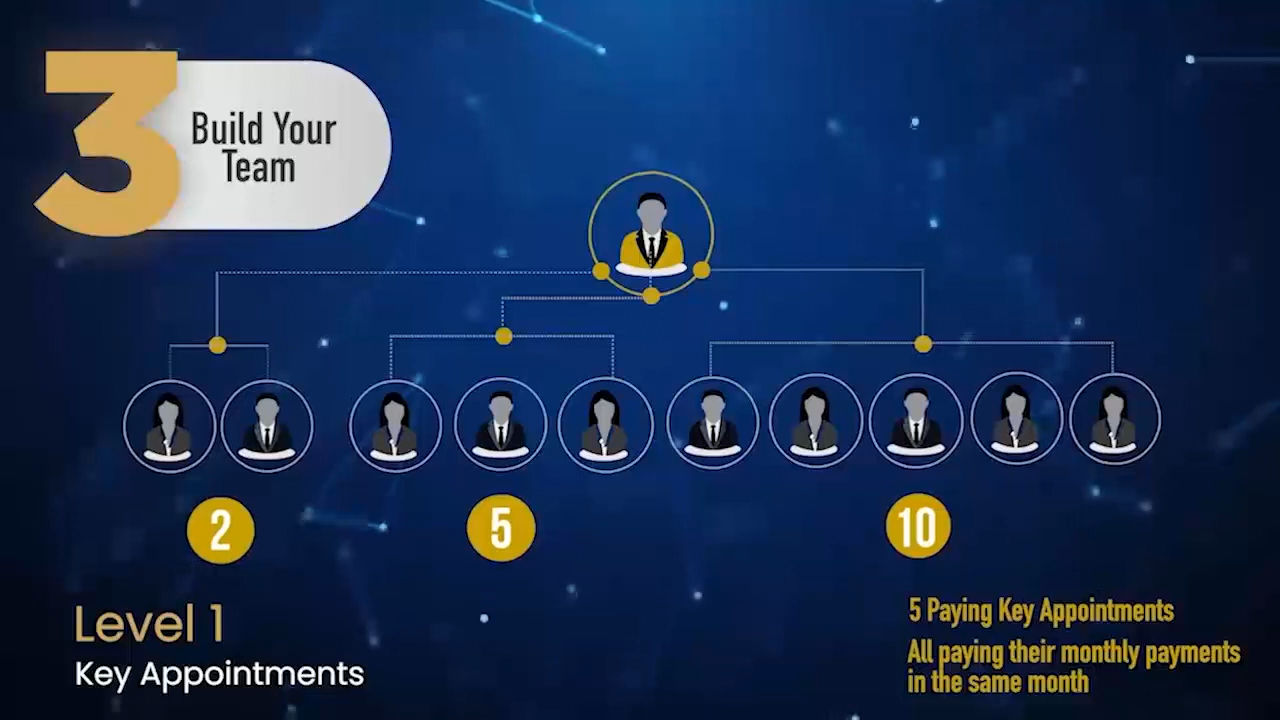 3
Build Your
Team
2
5
10
Level 1
Key Appointments
5 Paying Key Appointments
All paying their monthly payments
in the same month